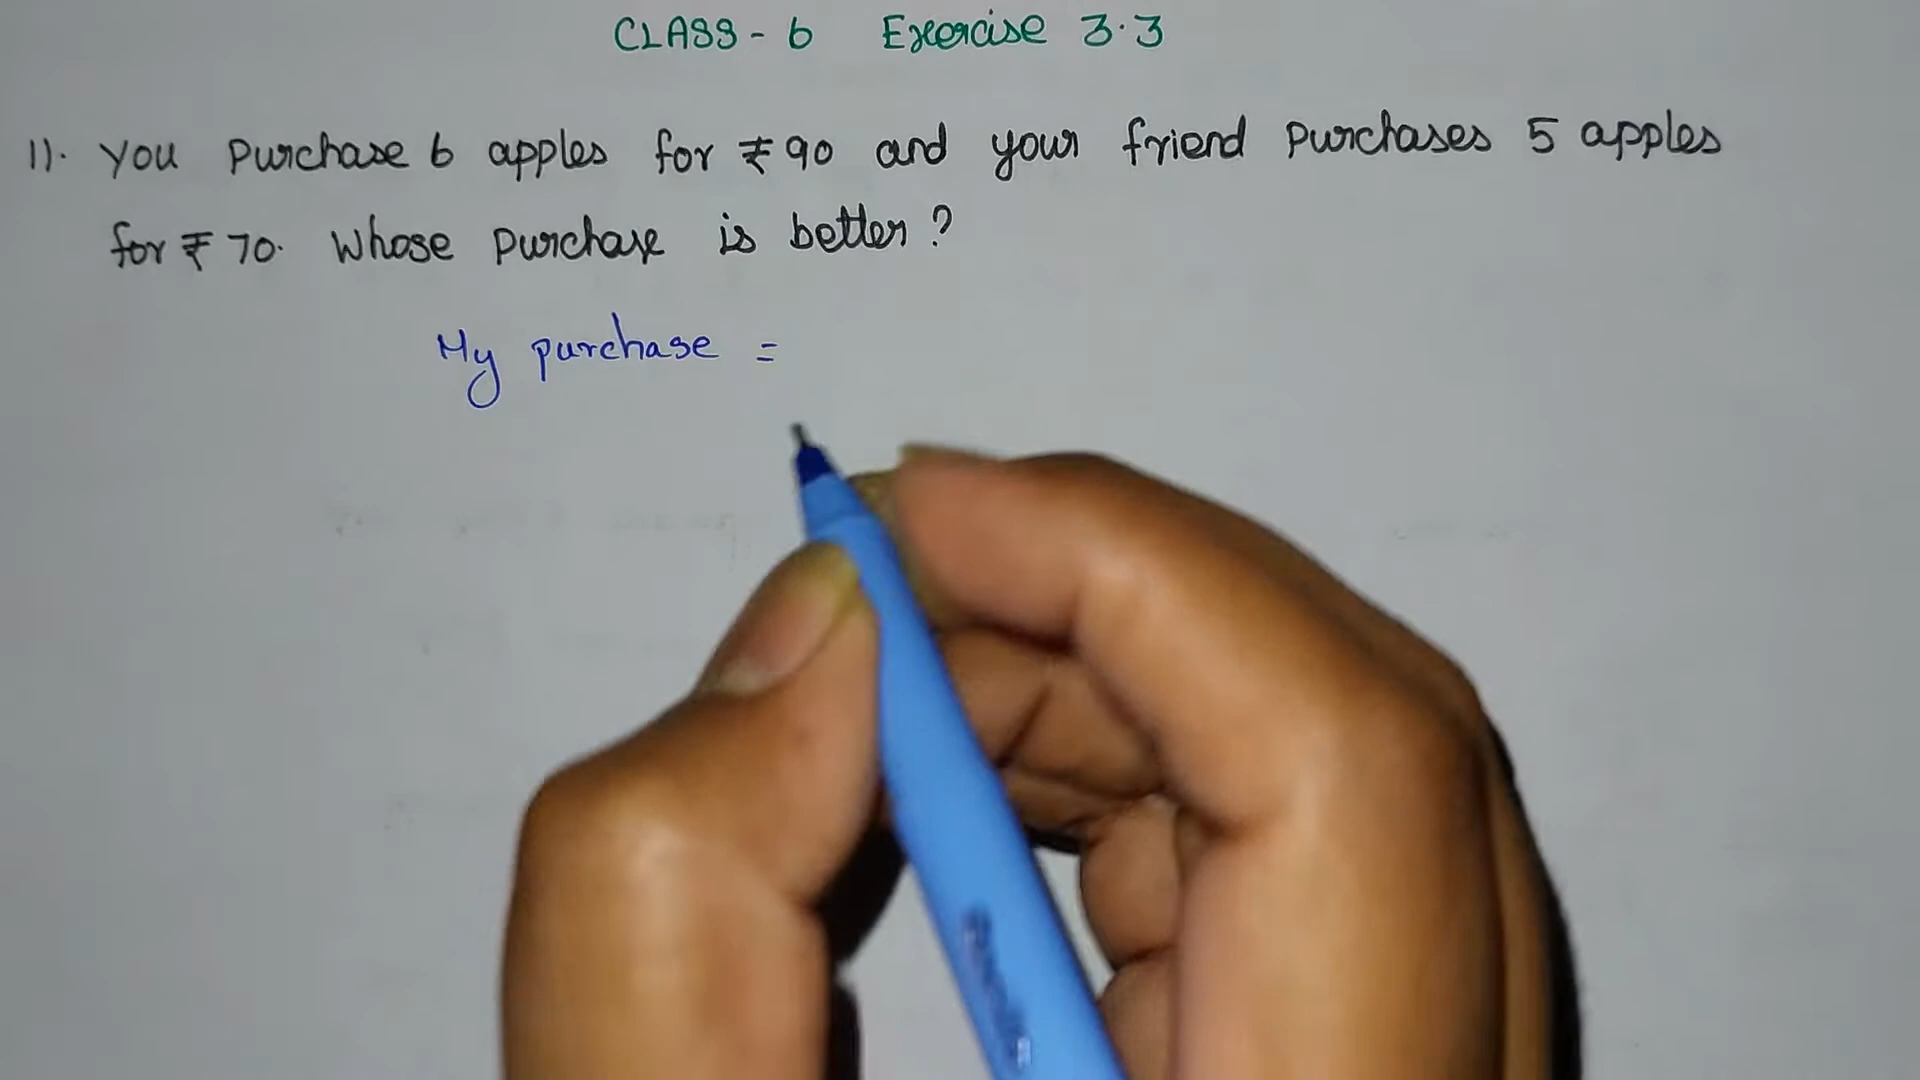 CLASS - 6 Exercise 3.3
11. You purchase 6 apples for ₹ 90 and your friend purchases 5 apples
for ₹ 70. Whose purchase is better?
My purchase =